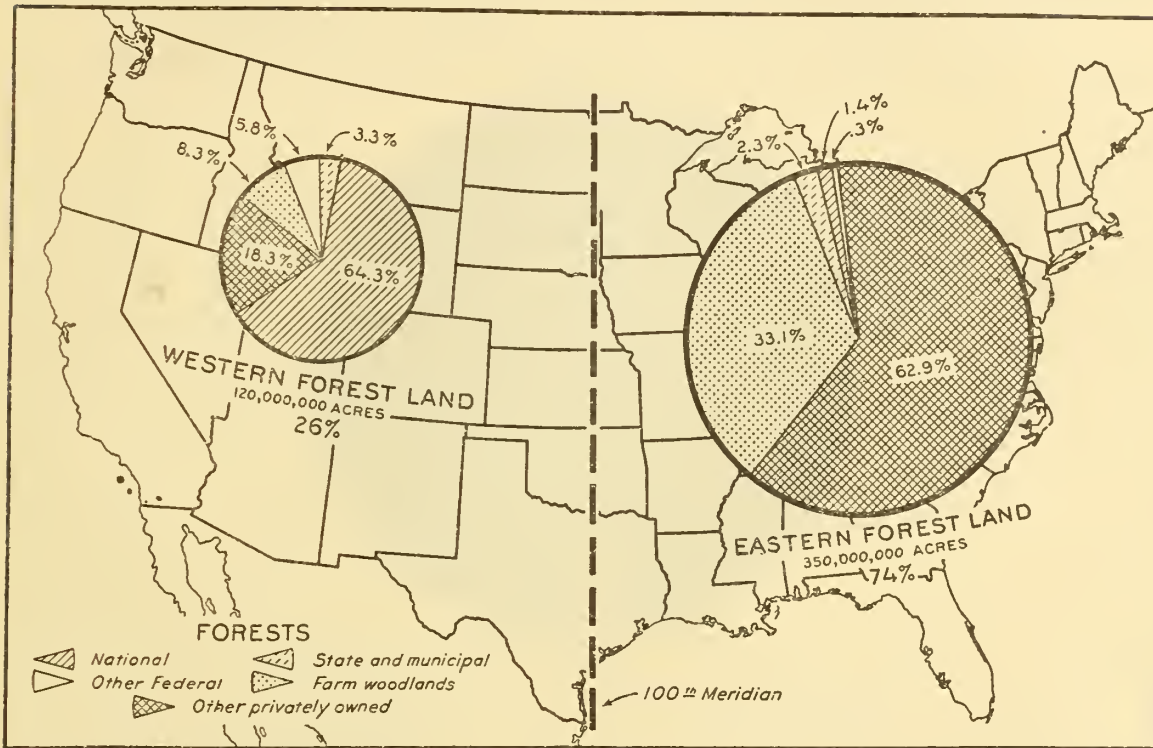 5.8%
3.3%
8.3%
18.3%
64.3%
WESTERN FOREST LAND
120,000,000 ACRES
26%
1.4%
2.3%
.3%
33.1%
62.9%
EASTERN FOREST LAND
350,000,000 ACRES
74%
FORESTS
National
State and municipal
Other Federal
Farm woodlands
Other privately owned
100th Meridian